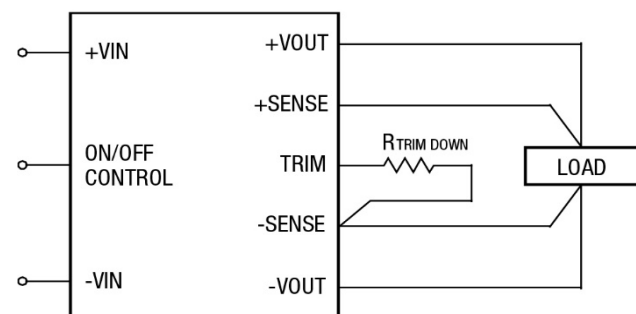 +VIN
ON/OFF
CONTROL
-VIN
+VOUT
+SENSE
TRIM
-SENSE
-VOUT
RTRIM DOWN
LOAD